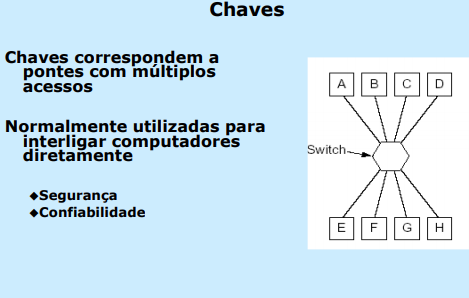 Chaves
Chaves correspondem a
pontes com múltiplos
acessos
Normalmente utilizadas para
interligar computadores
diretamente
◆Segurança
◆Confiabilidade
A B C D
Switch
E F G H